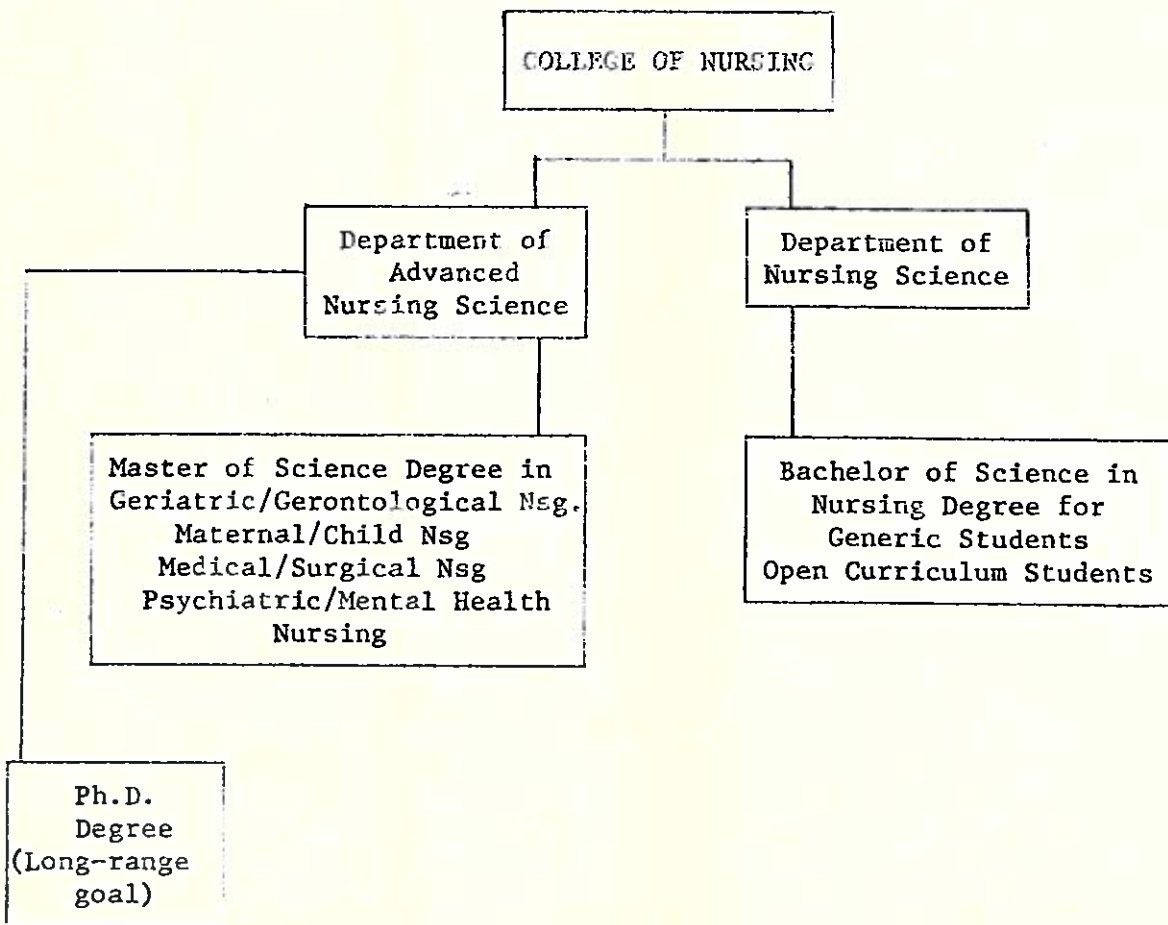 COLLEGE OF NURSING
Department of
Advanced
Nursing Science
Department of
Nursing Science
Master of Science Degree in
Geriatric/Gerontological Nsg.
Maternal/Child Nsg
Medical/Surgical Nsg
Psychiatric/Mental Health
Nursing
Bachelor of Science in
Nursing Degree for
Generic Students
Open Curriculum Students
Ph.D.
Degree
(Long-range
goal)